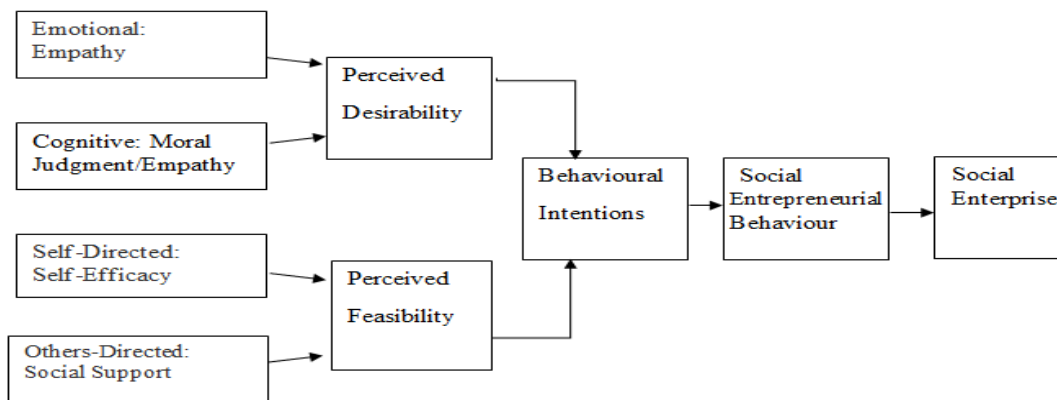 Emotional:
Empathy
Cognitive: Moral
Judgment/Empathy
Self-Directed:
Self-Efficacy
Others-Directed:
Social Support
Perceived
Desirability
Perceived
Feasibility
Behavioural
Intentions
Social
Entrepreneurial
Behaviour
Social
Enterprise